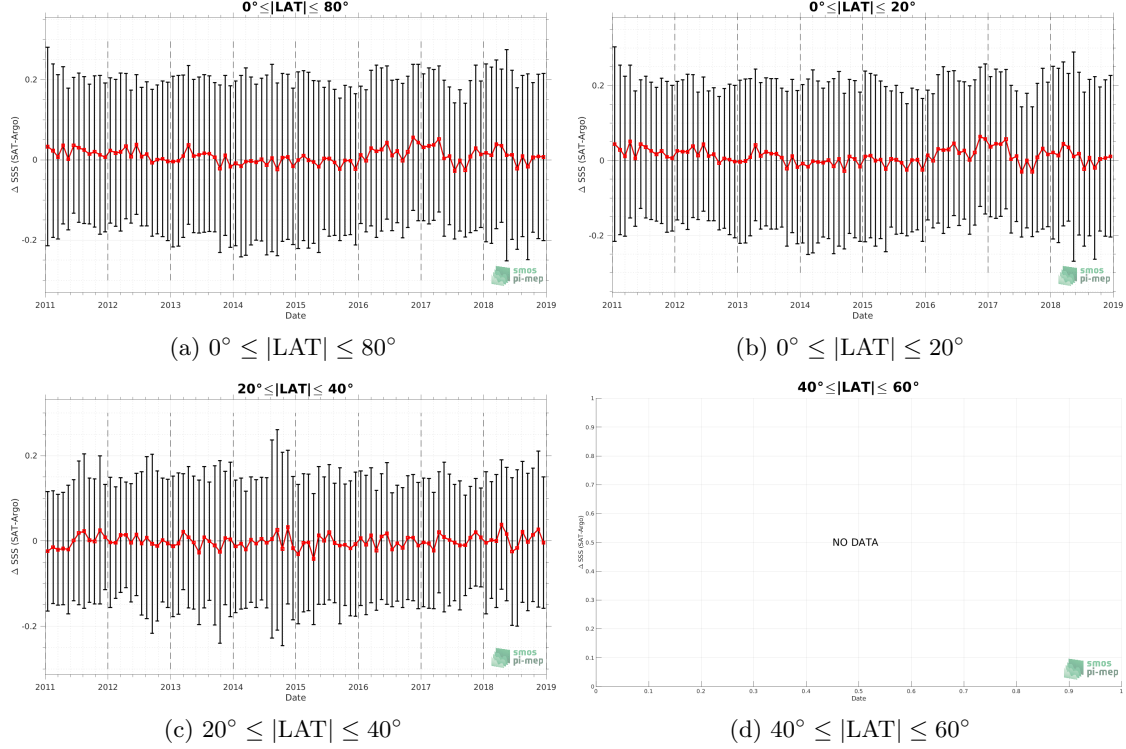 0°≤|LAT|≤ 80°
Δ SSS (SAT-Argo)
0.2
0
-0.2
2011 2012 2013 2014 2015 2016 2017 2018 2019
Date
smos
pi-mep
(a) 0° ≤ |LAT| ≤ 80°
0°≤|LAT|≤ 20°
Δ SSS (SAT-Argo)
0.2
0
-0.2
2011 2012 2013 2014 2015 2016 2017 2018 2019
Date
smos
pi-mep
(b) 0° ≤ |LAT| ≤ 20°
20°≤|LAT|≤ 40°
Δ SSS (SAT-Argo)
0.2
0
-0.2
2011 2012 2013 2014 2015 2016 2017 2018 2019
Date
smos
pi-mep
(c) 20° ≤ |LAT| ≤ 40°
40°≤|LAT|≤ 60°
Δ SSS (SAT-Argo)
1
0.9
0.8
0.7
0.6
0.5
0.4
0.3
0.2
0.1
0
NO DATA
0 0.1 0.2 0.3 0.4 0.5 0.6 0.7 0.8 0.9 1
Date
smos
pi-mep
(d) 40° ≤ |LAT| ≤ 60°